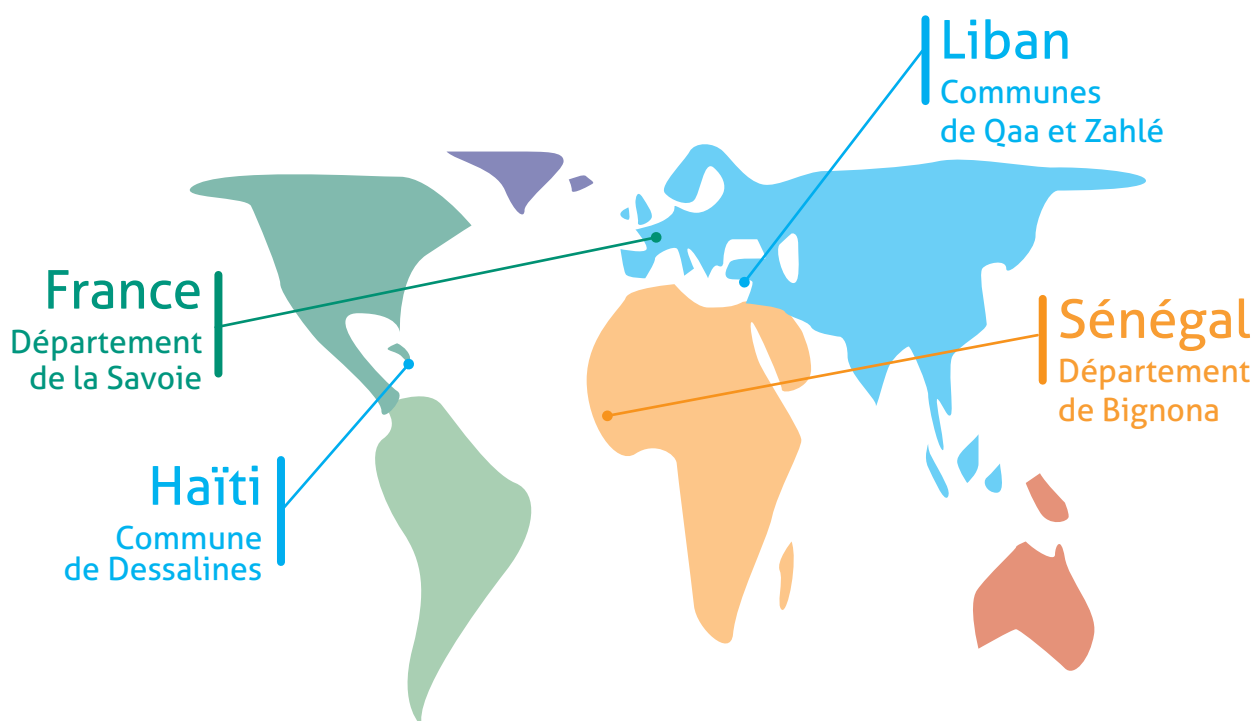 Liban
Communes
de Qaa et Zahlé
France
Département
de la Savoie
Sénégal
Département
de Bignona
Haïti
Commune
de Dessalines